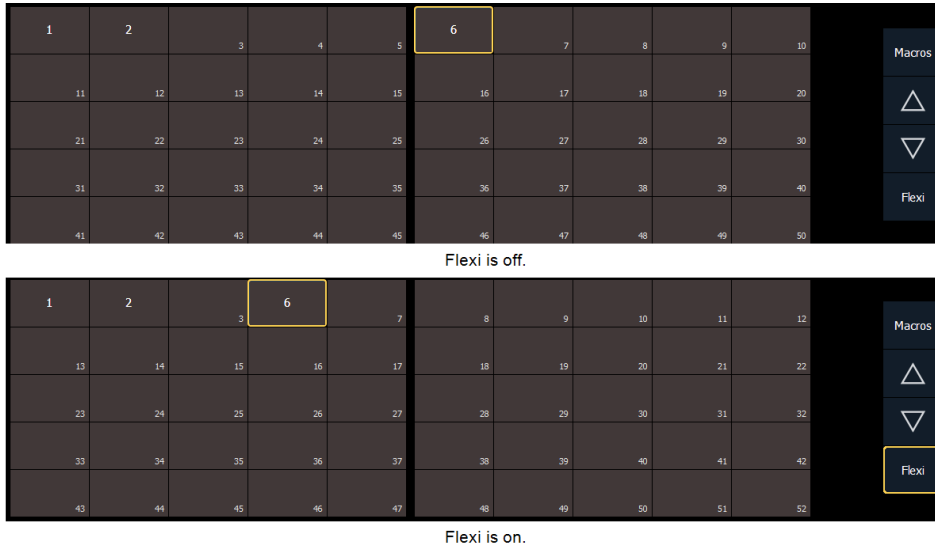 1 2 3 4 5 6 7 8 9 10
Macros
11 12 13 14 15 16 17 18 19 20
21 22 23 24 25 26 27 28 29 30
31 32 33 34 35 36 37 38 39 40
Flexi
41 42 43 44 45 46 47 48 49 50
Flexi is off.
1 2 3 6 7 8 9 10 11 12
Macros
13 14 15 16 17 18 19 20 21 22
23 24 25 26 27 28 29 30 31 32
33 34 35 36 37 38 39 40 41 42
Flexi
43 44 45 46 47 48 49 50 51 52
Flexi is on.